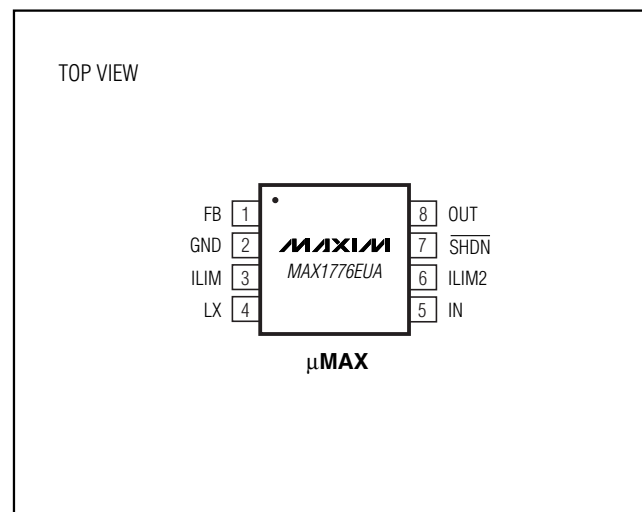 TOP VIEW
FB 1 8 OUT
GND 2 MAXIM 7 SHDN
ILIM 3 MAX1776EUA 6 ILIM2
LX 4 5 IN
μMAX